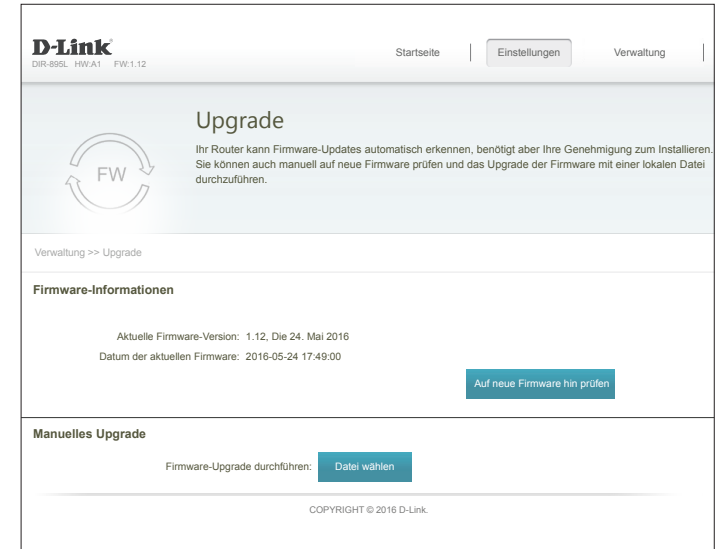 D-Link
DIR-895L HW:A1 FW:1.12
Startseite
Einstellungen
Verwaltung
Upgrade
Ihr Router kann Firmware-Updates automatisch erkennen, benötigt aber Ihre Genehmigung zum Installieren.
Sie können auch manuell auf neue Firmware prüfen und das Upgrade der Firmware mit einer lokalen Datei
durchzuführen.
FW
Verwaltung >> Upgrade
Firmware-Informationen
Aktuelle Firmware-Version: 1.12, Die 24. Mai 2016
Datum der aktuellen Firmware: 2016-05-24 17:49:00
Auf neue Firmware hin prüfen
Manuelles Upgrade
Firmware-Upgrade durchführen: Datei wählen
COPYRIGHT © 2016 D-Link.